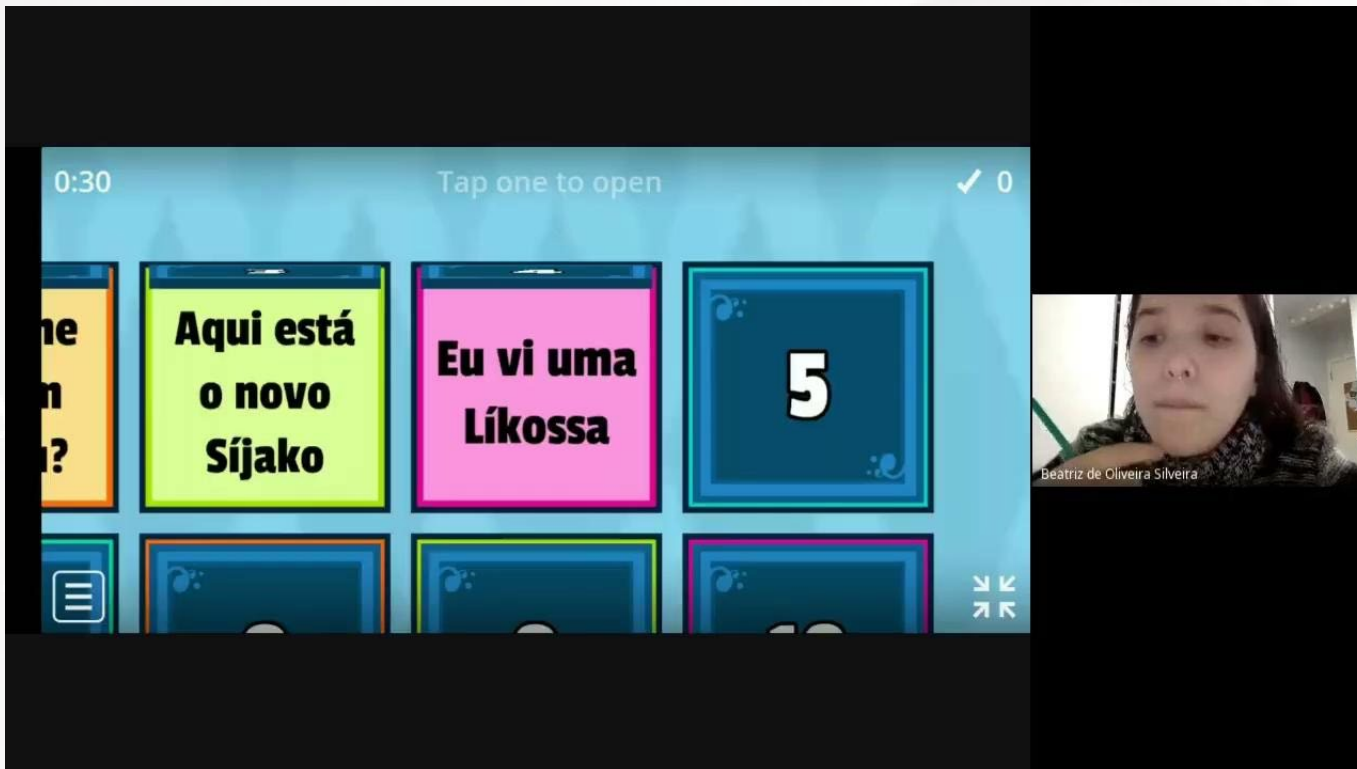 0:30
Tap one to open
0
Aqui está
o novo
Síjako
Eu vi uma
Líkossa
5
Beatriz de Oliveira Silveira